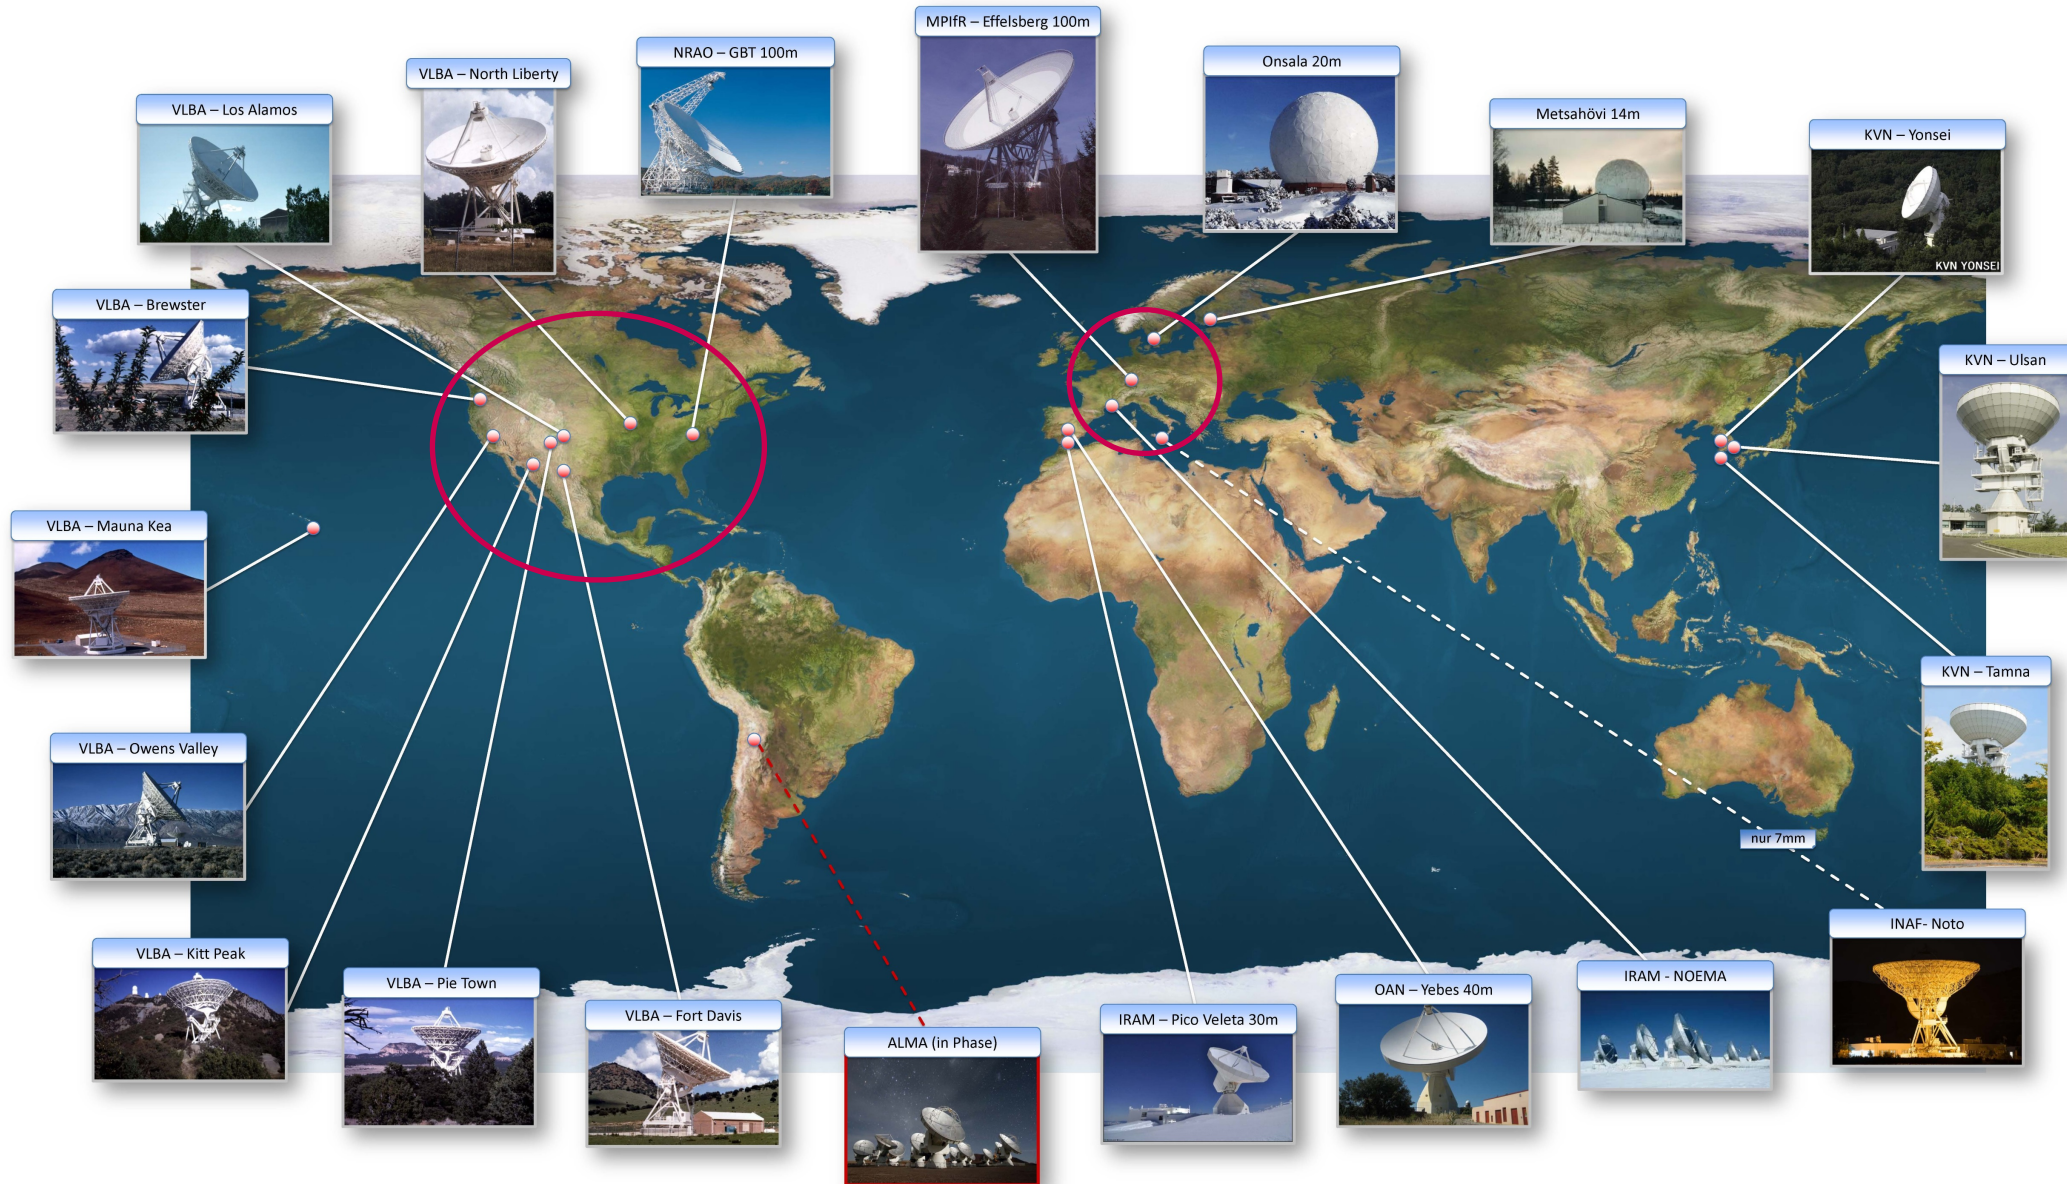 MPIfR – Effelsberg 100m
NRAO – GBT 100m
Onsala 20m
VLBA – North Liberty
VLBA – Los Alamos
Metsahövi 14m
KVN – Yonsei
KVN YONSEI
VLBA – Brewster
KVN – Ulsan
VLBA – Mauna Kea
KVN – Tamna
VLBA – Owens Valley
nur 7mm
INAF- Noto
VLBA – Kitt Peak
VLBA – Pie Town
IRAM - NOEMA
OAN – Yebes 40m
VLBA – Fort Davis
IRAM – Pico Veleta 30m
ALMA (in Phase)